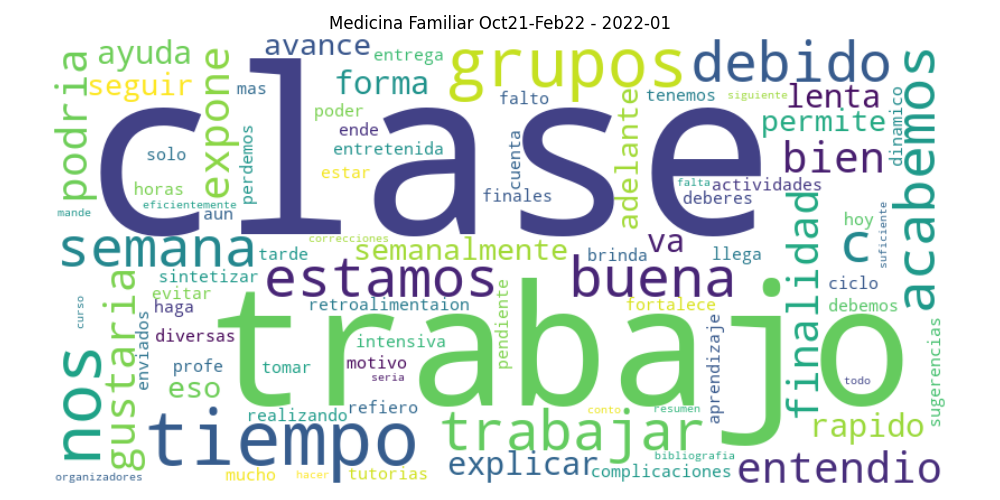 Medicina Familiar Oct21-Feb22 - 2022-01
podria
ayuda
seguir
expone
avance
entrega
grupos
debido
acabemos
mas
forma
falto
tenemos
siguiente
lenta
dinamico
clase
poder
ende
entretenida
estar
cuenta
adelante
permite
bien
solo
perdemos
horas
eficientemente
aun
mande
finales
falta
actividades
deberes
finalidad
hoy
c
suficiente
semana
tarde
correcciones
semanalmente
va
brinda
llega
sintetizar
estamos
buena
ciclo
debemos
curso
gustaria
evitar
haga
enviados
retroalimentaion
pendiente
fortalece
aprendizaje
nos
diversas
trabajo
intensiva
profe
tomar
motivo
seria
todo
sugerencias
eso
realizando
refiero
conto
resumen
rapido
tiempo
trabajar
explicar
bibliografia
complicaciones
entendio
organizadores
mucho
hacer
tutorias